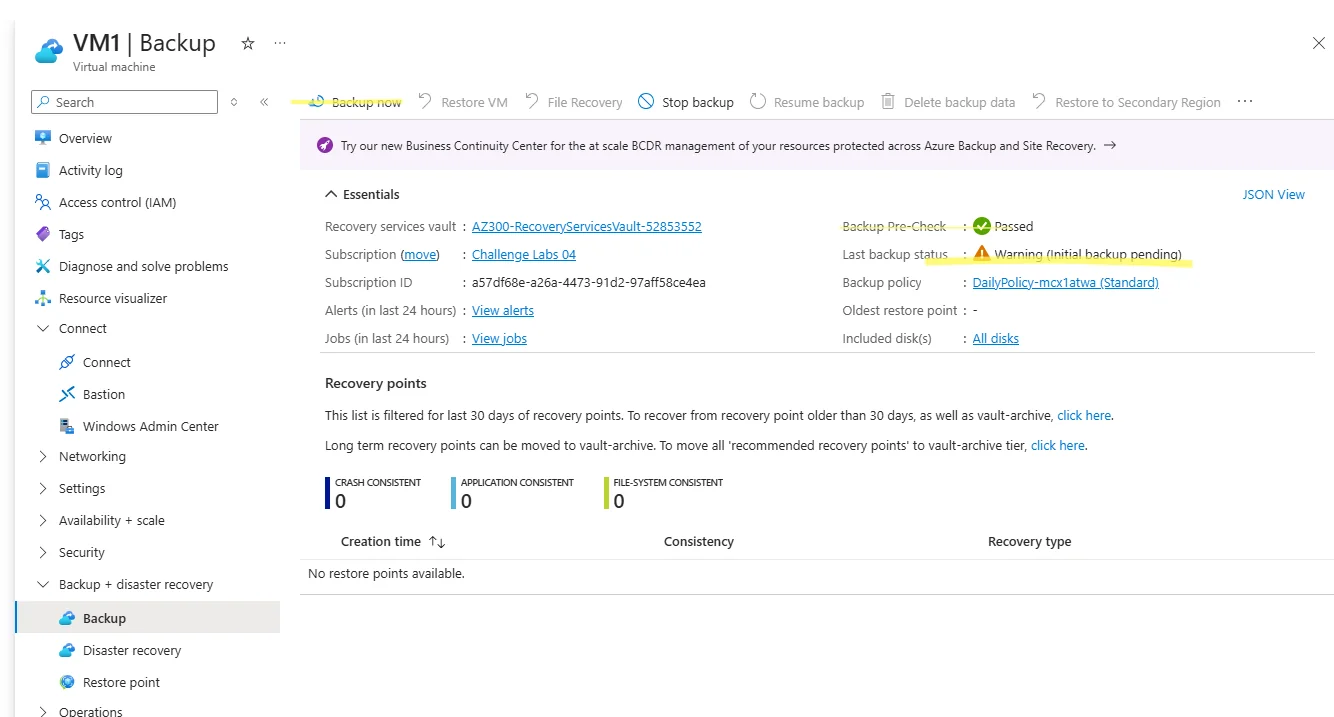 VM1 | Backup
Virtual machine
Search
Backup now
Restore VM
File Recovery
Stop backup
Resume backup
Delete backup data
Restore to Secondary Region
Overview
Activity log
Access control (IAM)
Tags
Diagnose and solve problems
Resource visualizer
Connect
Connect
Bastion
Windows Admin Center
Networking
Settings
Availability + scale
Security
Backup + disaster recovery
Backup
Disaster recovery
Restore point
Operations
Try our new Business Continuity Center for the at scale BCDR management of your resources protected across Azure Backup and Site Recovery. →
Essentials
JSON View
Recovery services vault : AZ300-RecoveryServicesVault-52853552
Subscription (move) : Challenge Labs 04
Subscription ID : a57df68e-a26a-4473-91d2-97aff58ce4ea
Alerts (in last 24 hours) : View alerts
Jobs (in last 24 hours) : View jobs
Backup Pre-Check : Passed
Last backup status : Warning (Initial backup pending)
Backup policy : DailyPolicy-mcx1atwa (Standard)
Oldest restore point : -
Included disk(s) : All disks
Recovery points
This list is filtered for last 30 days of recovery points. To recover from recovery point older than 30 days, as well as vault-archive, click here.
Long term recovery points can be moved to vault-archive. To move all 'recommended recovery points' to vault-archive tier, click here.
CRASH CONSISTENT
0
APPLICATION CONSISTENT
0
FILE-SYSTEM CONSISTENT
0
Creation time ↑↓ Consistency Recovery type
No restore points available.